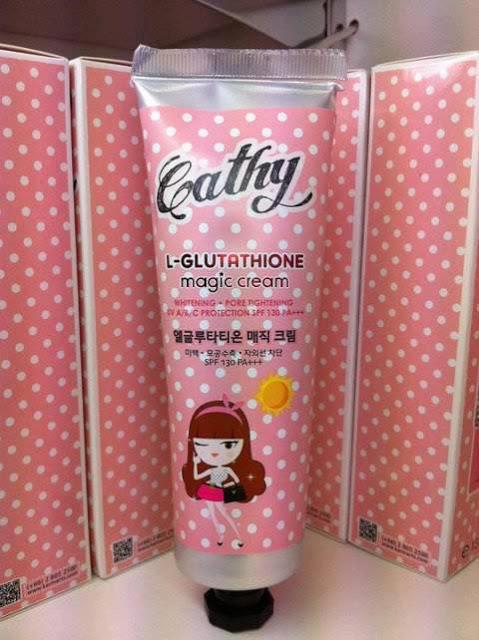 Cathy
L-GLUTATHIONE
magic cream
WHITENING • PORE TIGHTENING
UV A/B/C PROTECTION SPF 130 PA+++
엘글루타티온 매직 크림
미백 • 모공수축 • 자외선 차단
SPF 130 PA+++